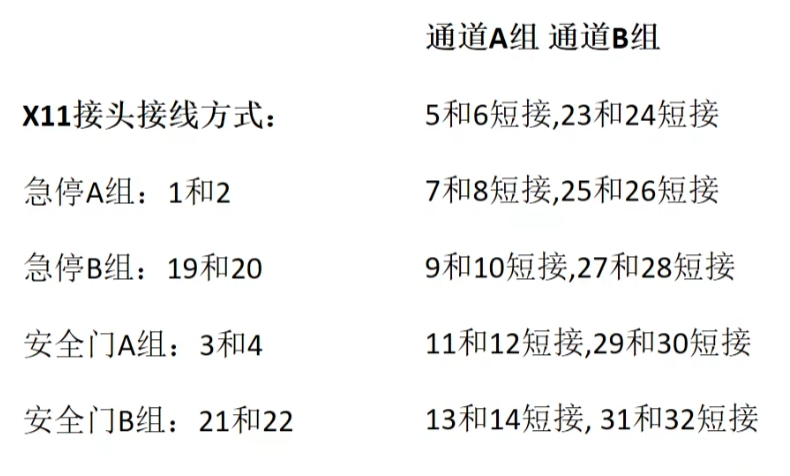 通道A组 通道B组
X11接头接线方式：
5和6短接,23和24短接
急停A组：1和2
7和8短接,25和26短接
急停B组：19和20
9和10短接,27和28短接
安全门A组：3和4
11和12短接,29和30短接
安全门B组：21和22
13和14短接, 31和32短接